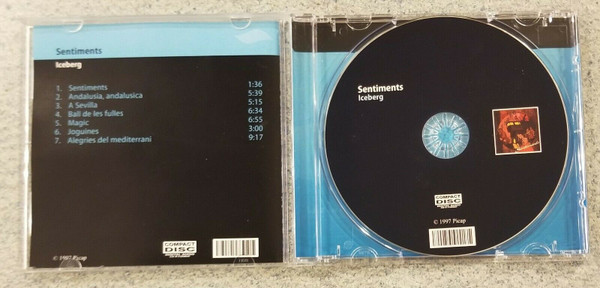 Sentiments
Iceberg
1. Sentiments 1:36
2. Andalusia, andalusica 5:39
3. A Sevilla 5:15
4. Ball de les fulles 6:34
5. Magic 6:55
6. Joguines 3:00
7. Alegries del mediterrani 9:17
COMPACT
DISC
© 1997 Picap
Sentiments
Iceberg
COMPACT
DISC
© 1997 Picap